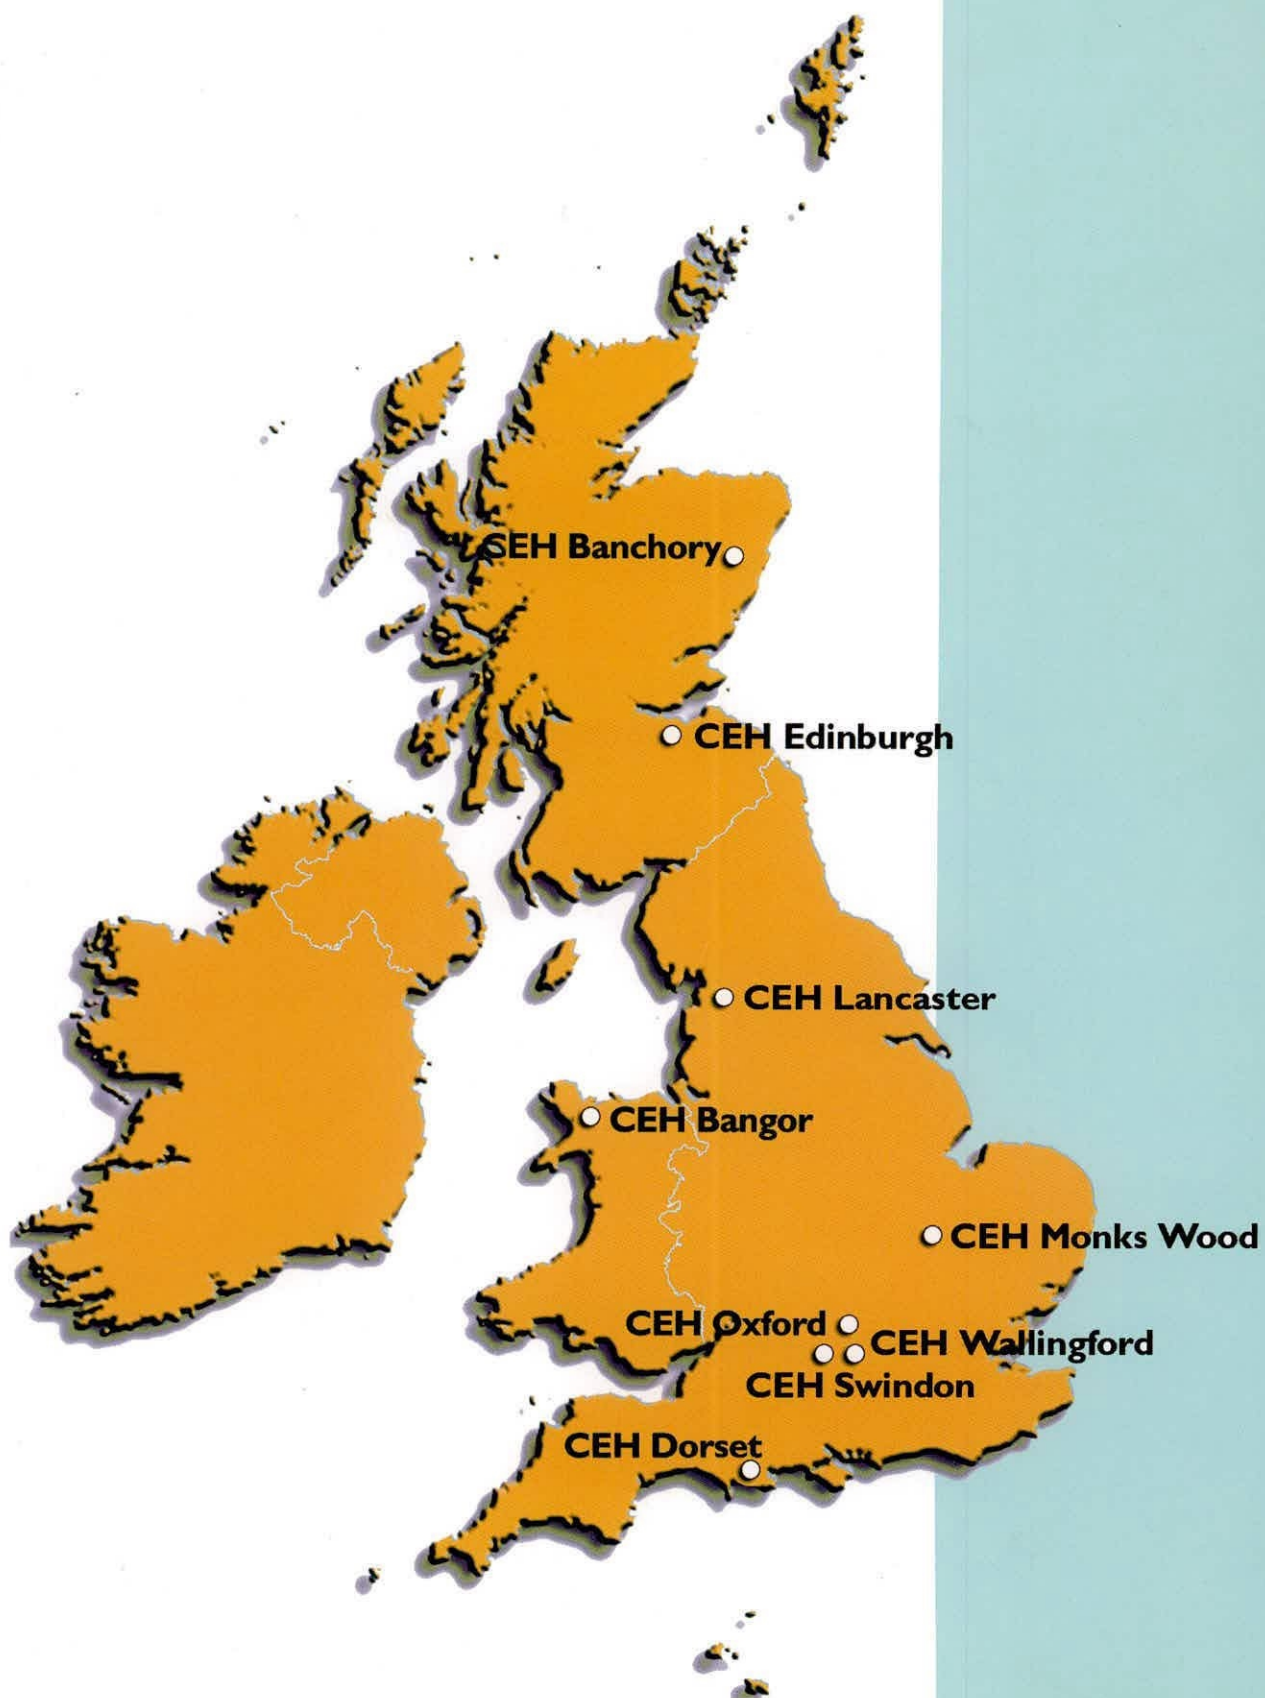 CEH Banchory
CEH Edinburgh
CEH Lancaster
CEH Bangor
CEH Monks Wood
CEH Oxford
CEH Wallingford
CEH Swindon
CEH Dorset